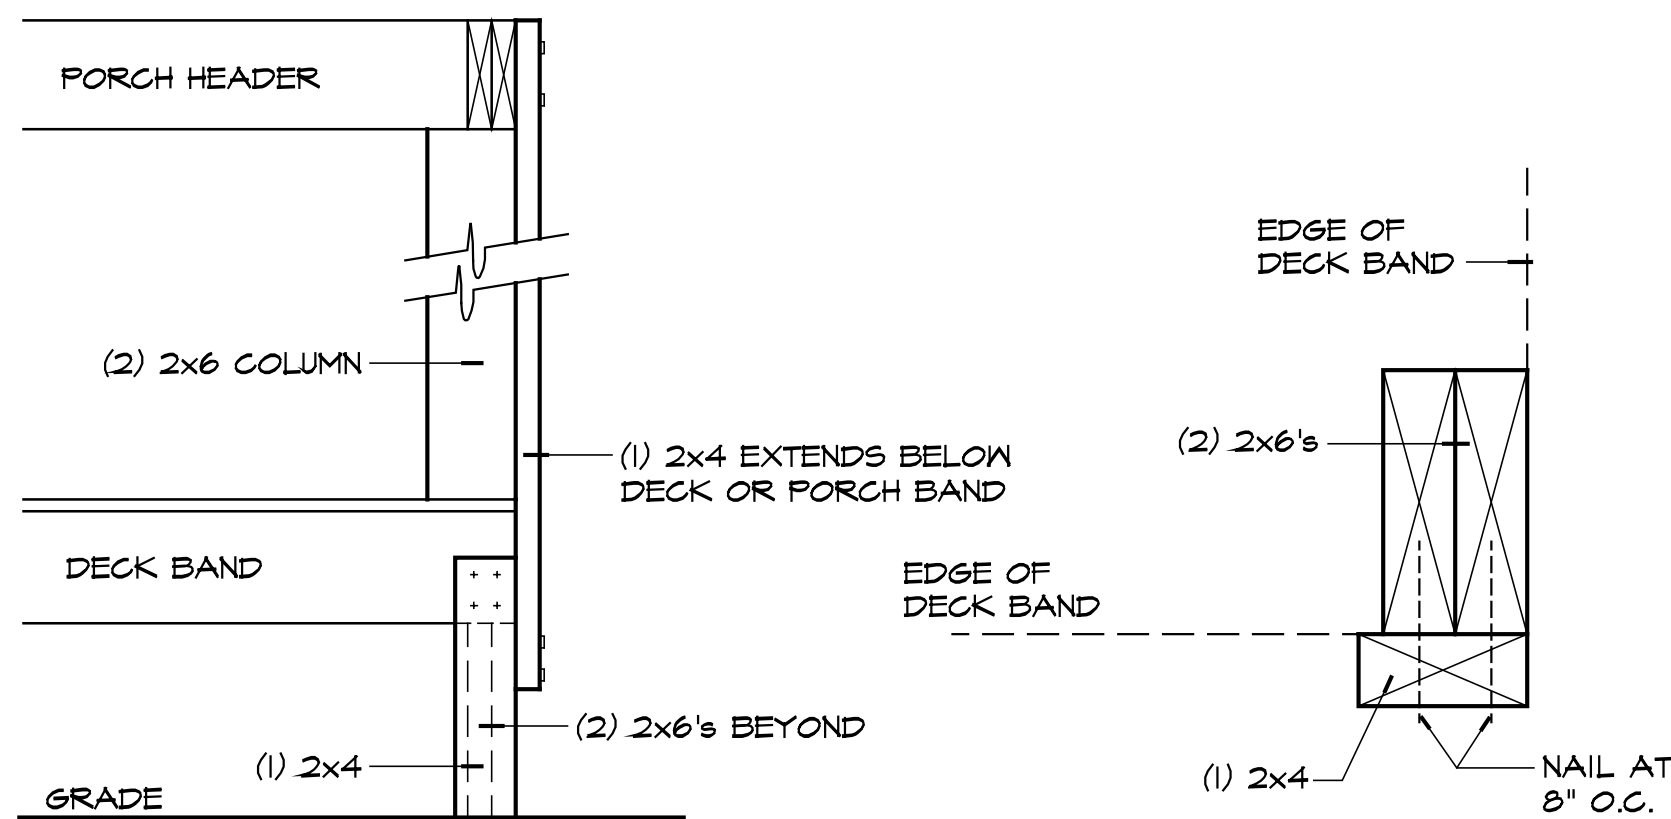 PORCH HEADER
EDGE OF
DECK BAND
(2) 2x6 COLUMN
(1) 2x4 EXTENDS BELOW
DECK OR PORCH BAND
(2) 2x6's
DECK BAND
EDGE OF
DECK BAND
(2) 2x6's BEYOND
(1) 2x4
GRADE
(1) 2x4
NAIL AT
8" O.C.